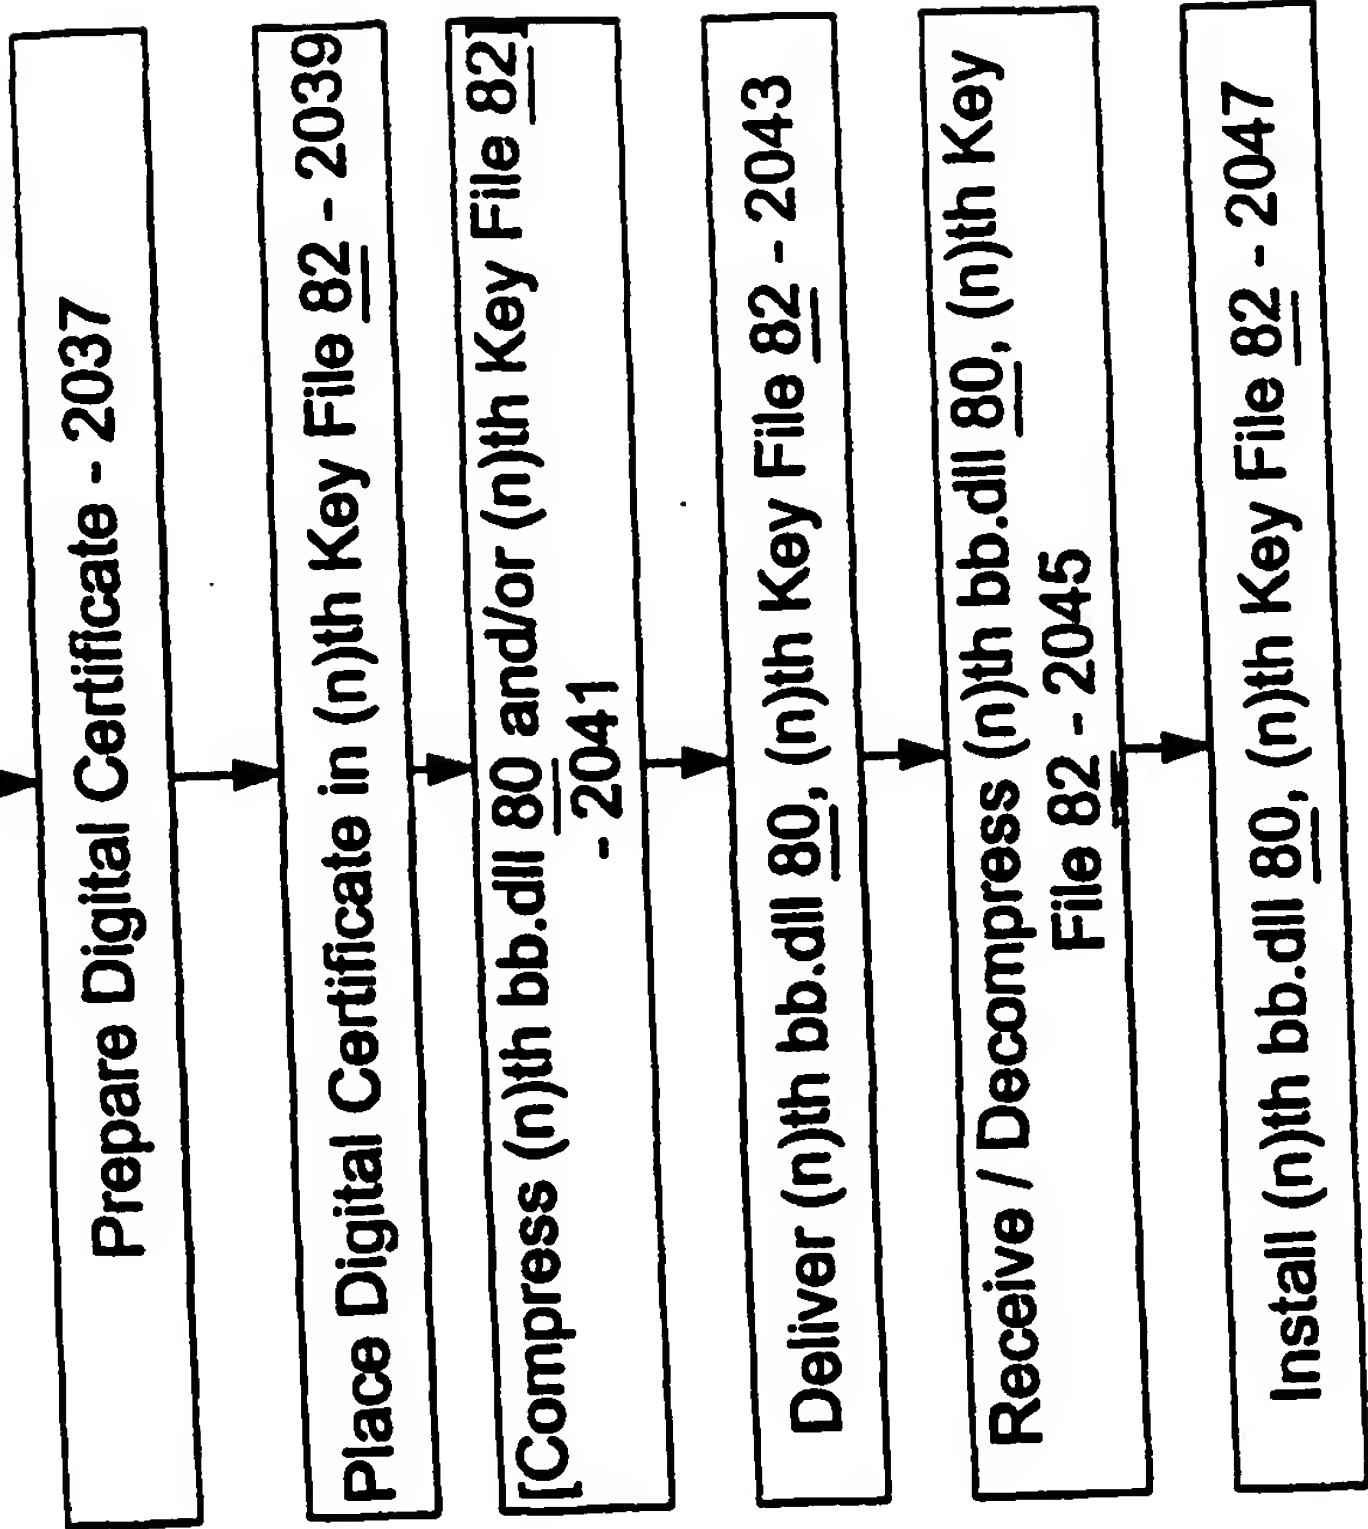 Prepare Digital Certificate - 2037
Place Digital Certificate in (n)th Key File 82 - 2039
[Compress (n)th bb.dll 80 and/or (n)th Key File 82]
- 2041
Deliver (n)th bb.dll 80, (n)th Key File 82 - 2043
Receive / Decompress (n)th bb.dll 80, (n)th Key
File 82 - 2045
Install (n)th bb.dll 80, (n)th Key File 82 - 2047